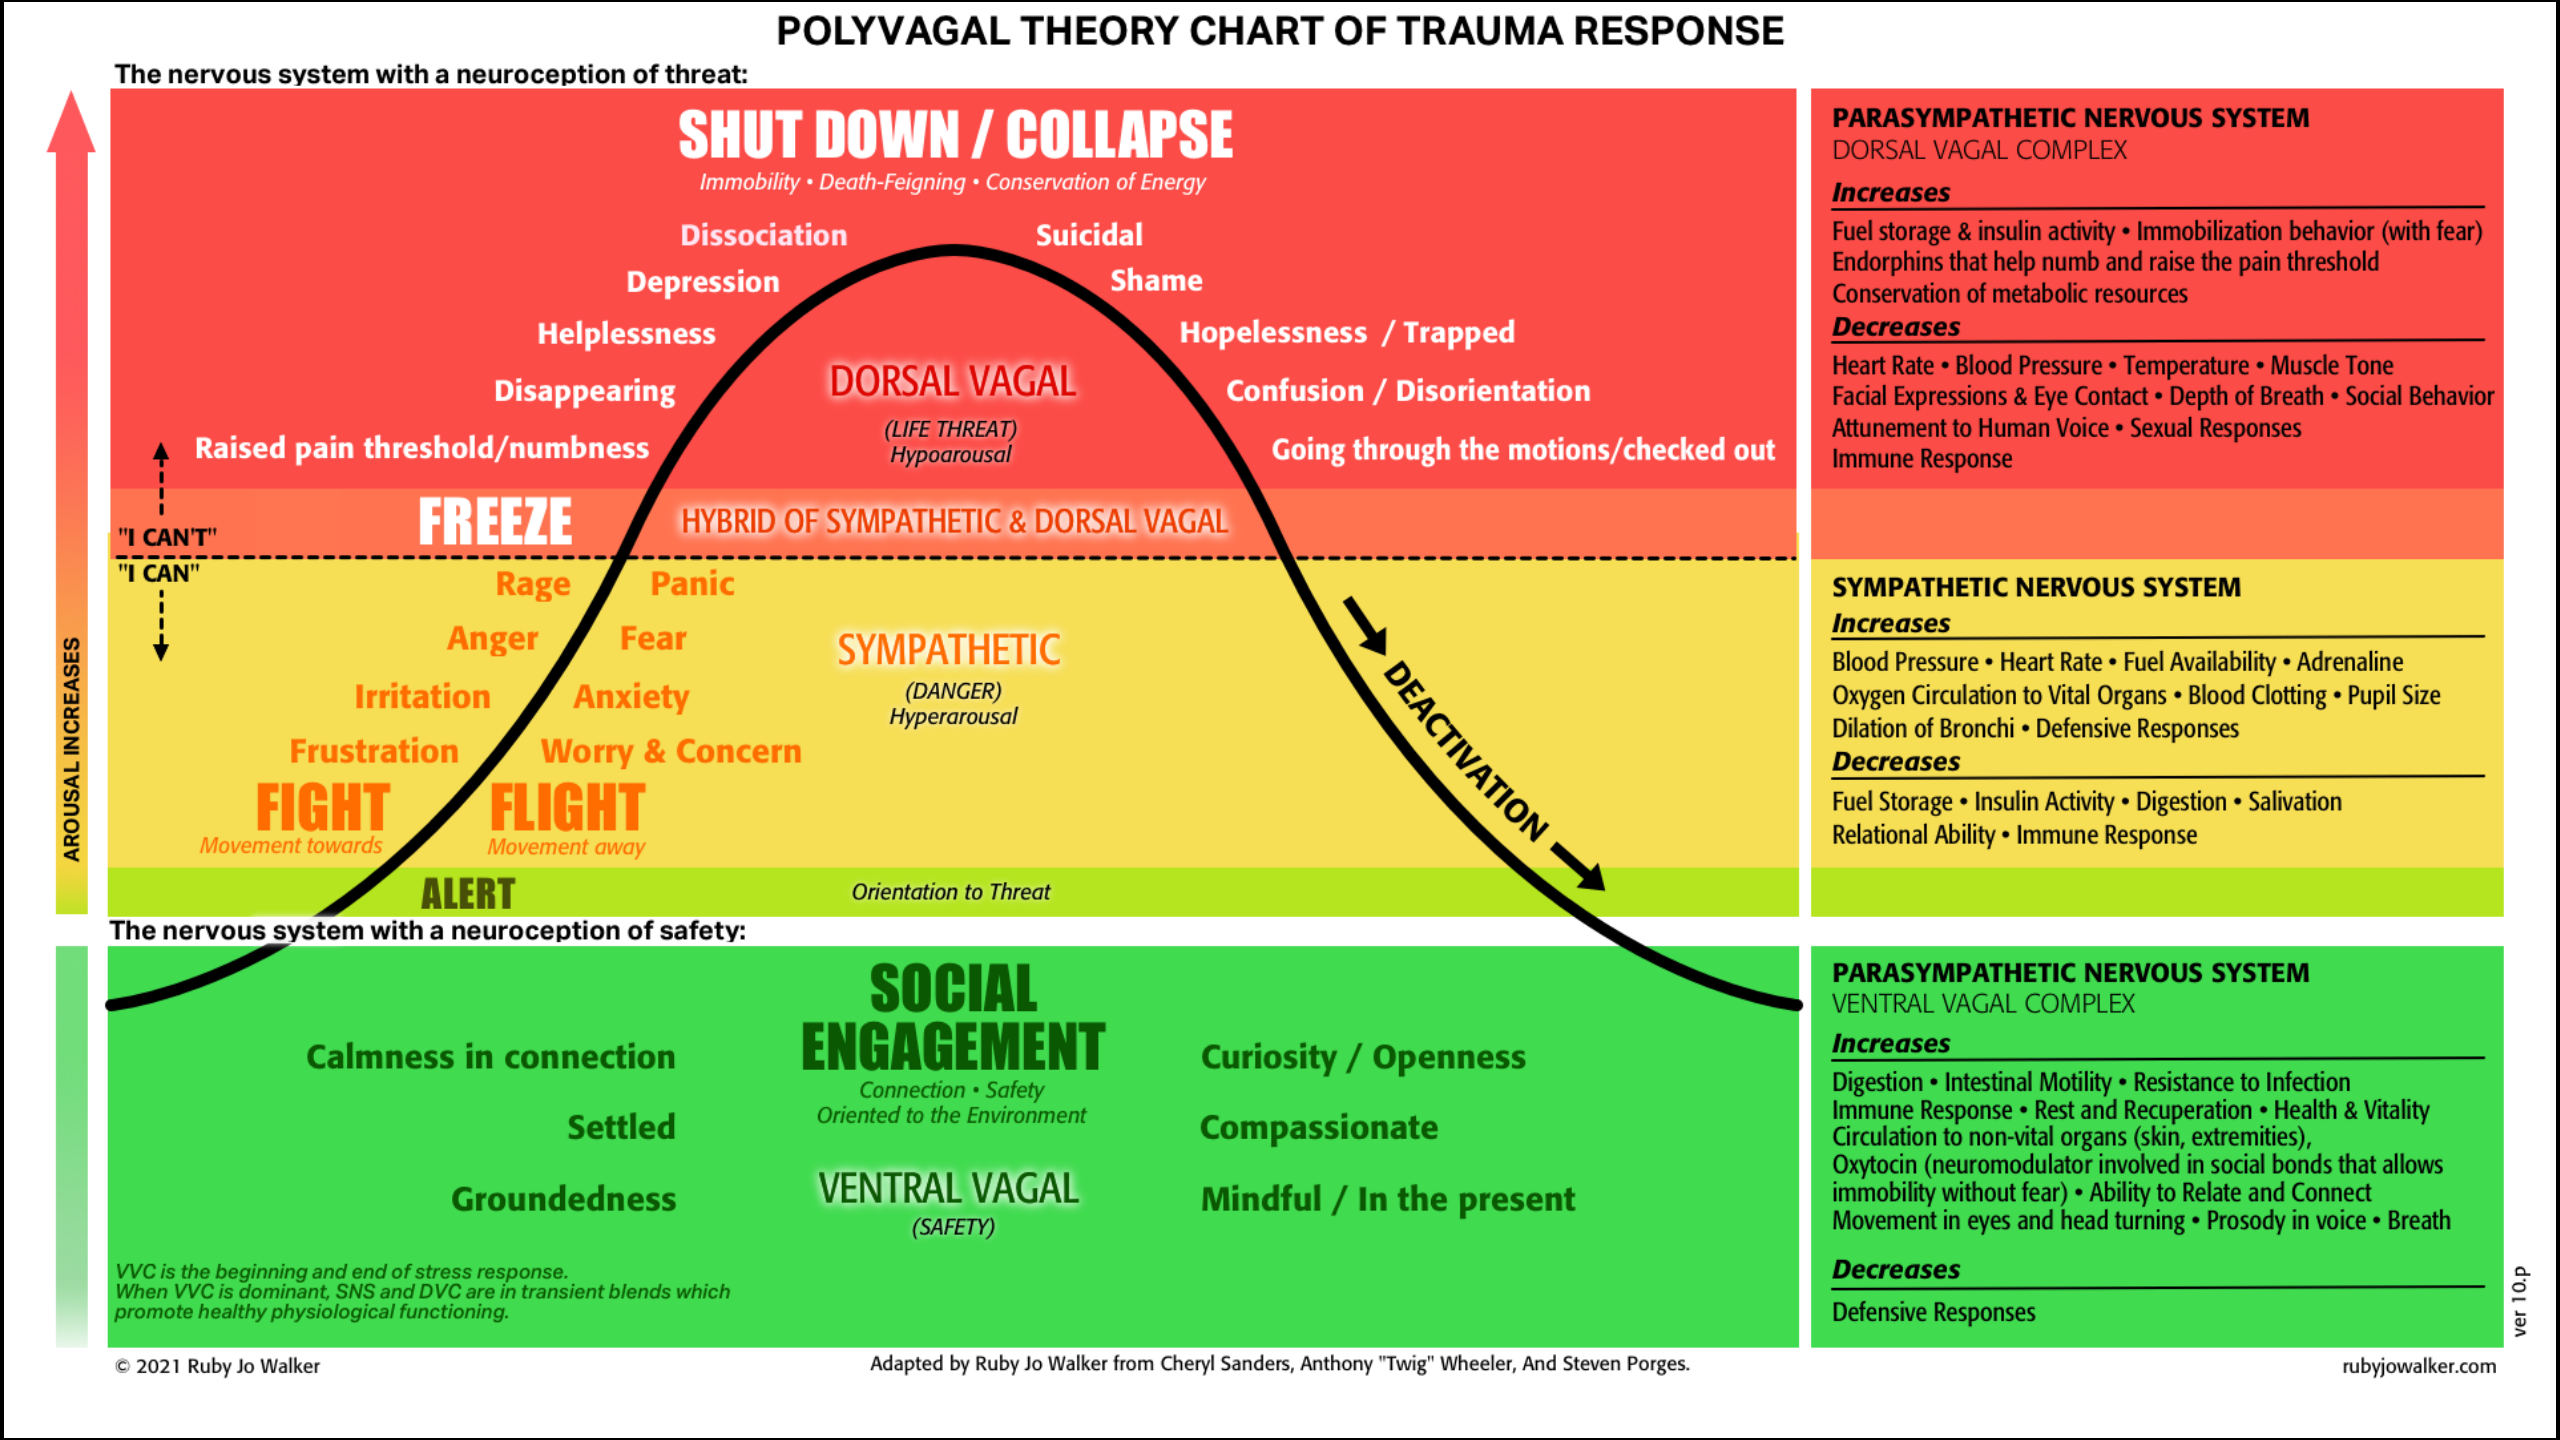 POLYVAGAL THEORY CHART OF TRAUMA RESPONSE
The nervous system with a neuroception of threat:
SHUT DOWN / COLLAPSE
Immobility • Death-Feigning • Conservation of Energy
Dissociation
Suicidal
Depression
Shame
Helplessness
Hopelessness / Trapped
Disappearing
DORSAL VAGAL
Confusion / Disorientation
(LIFE THREAT)
Hypoarousal
Raised pain threshold/numbness
Going through the motions/checked out
FREEZE
HYBRID OF SYMPATHETIC & DORSAL VAGAL
"I CAN'T"
"I CAN"
Rage
Panic
Anger
Fear
SYMPATHETIC
(DANGER)
Hyperarousal
Irritation
Anxiety
Frustration
Worry & Concern
FIGHT
Movement towards
FLIGHT
Movement away
DEACTIVATION
AROUSAL INCREASES
ALERT
Orientation to Threat
The nervous system with a neuroception of safety:
SOCIAL
ENGAGEMENT
Connection • Safety
Oriented to the Environment
Calmness in connection
Curiosity / Openness
Settled
Compassionate
Groundedness
VENTRAL VAGAL
(SAFETY)
Mindful / In the present
VVC is the beginning and end of stress response.
When VVC is dominant, SNS and DVC are in transient blends which
promote healthy physiological functioning.
PARASYMPATHETIC NERVOUS SYSTEM
DORSAL VAGAL COMPLEX
Increases
Fuel storage & insulin activity • Immobilization behavior (with fear)
Endorphins that help numb and raise the pain threshold
Conservation of metabolic resources
Decreases
Heart Rate • Blood Pressure • Temperature • Muscle Tone
Facial Expressions & Eye Contact • Depth of Breath • Social Behavior
Attunement to Human Voice • Sexual Responses
Immune Response
SYMPATHETIC NERVOUS SYSTEM
Increases
Blood Pressure • Heart Rate • Fuel Availability • Adrenaline
Oxygen Circulation to Vital Organs • Blood Clotting • Pupil Size
Dilation of Bronchi • Defensive Responses
Decreases
Fuel Storage • Insulin Activity • Digestion • Salivation
Relational Ability • Immune Response
PARASYMPATHETIC NERVOUS SYSTEM
VENTRAL VAGAL COMPLEX
Increases
Digestion • Intestinal Motility • Resistance to Infection
Immune Response • Rest and Recuperation • Health & Vitality
Circulation to non-vital organs (skin, extremities),
Oxytocin (neuromodulator involved in social bonds that allows
immobility without fear) • Ability to Relate and Connect
Movement in eyes and head turning • Prosody in voice • Breath
Decreases
Defensive Responses
ver 10.p
© 2021 Ruby Jo Walker
Adapted by Ruby Jo Walker from Cheryl Sanders, Anthony "Twig" Wheeler, And Steven Porges.
rubyjowalker.com